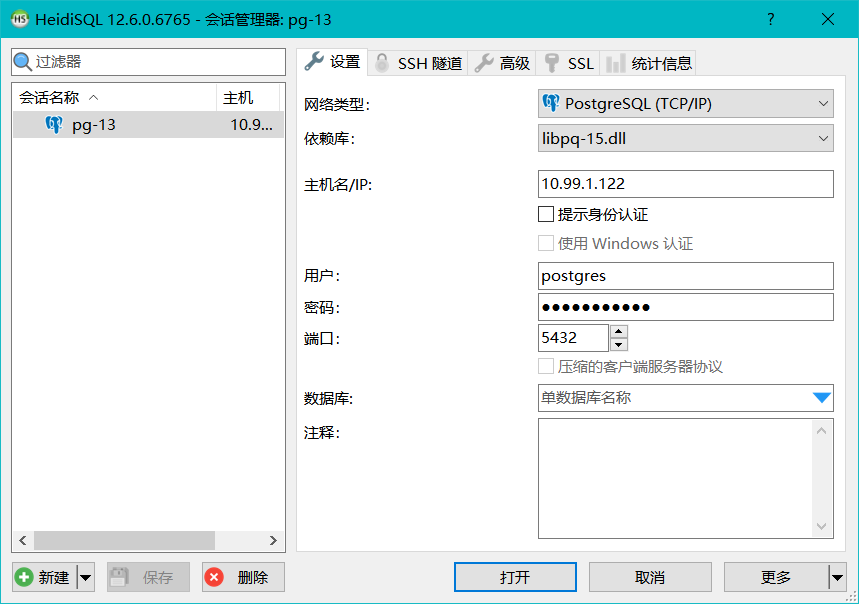 HeidiSQL 12.6.0.6765 - 会话管理器: pg-13
过滤器
会话名称 主机
pg-13 10.9...
设置 SSH 隧道 高级 SSL 统计信息
网络类型: PostgreSQL (TCP/IP)
依赖库: libpq-15.dll
主机名/IP: 10.99.1.122
提示身份认证
使用 Windows 认证
用户: postgres
密码: ●●●●●●●●●●●
端口: 5432
压缩的客户端服务器协议
数据库: 单数据库名称
注释:
新建 保存 删除 打开 取消 更多